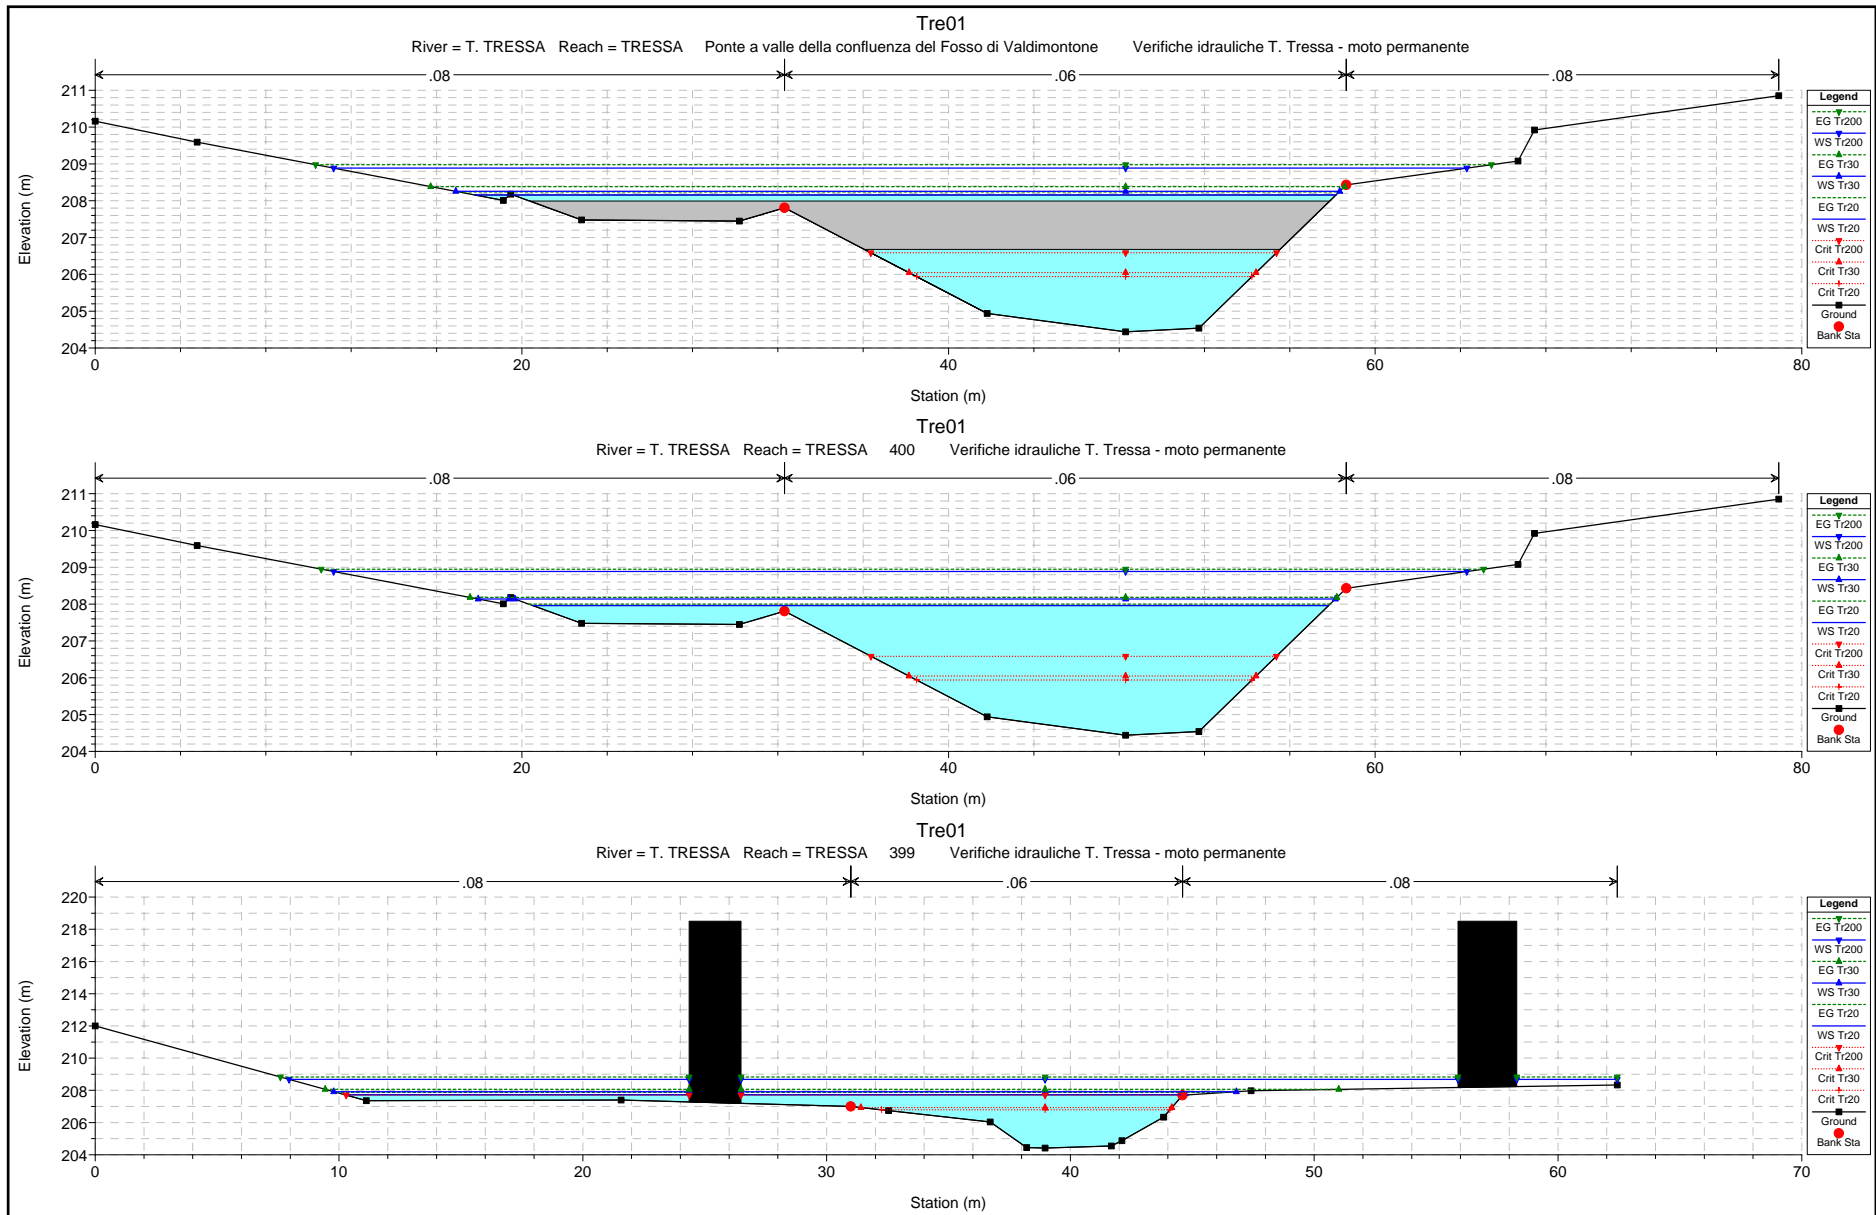 Tre01
River = T. TRESSA Reach = TRESSA Ponte a valle della confluenza del Fosso di Valdimontone Verifiche idrauliche T. Tressa - moto permanente
.08 .06 .08
211
210
209
208
207
206
205
204
Elevation (m)
0 20 40 60 80
Station (m)
Legend
EG Tr200
WS Tr200
EG Tr30
WS Tr30
EG Tr20
WS Tr20
Crit Tr200
Crit Tr30
Crit Tr20
Ground
Bank Sta
Tre01
River = T. TRESSA Reach = TRESSA 400 Verifiche idrauliche T. Tressa - moto permanente
.08 .06 .08
211
210
209
208
207
206
205
204
Elevation (m)
0 20 40 60 80
Station (m)
Legend
EG Tr200
WS Tr200
EG Tr30
WS Tr30
EG Tr20
WS Tr20
Crit Tr200
Crit Tr30
Crit Tr20
Ground
Bank Sta
Tre01
River = T. TRESSA Reach = TRESSA 399 Verifiche idrauliche T. Tressa - moto permanente
.08 .06 .08
220
218
216
214
212
210
208
206
204
Elevation (m)
0 10 20 30 40 50 60 70
Station (m)
Legend
EG Tr200
WS Tr200
EG Tr30
WS Tr30
EG Tr20
WS Tr20
Crit Tr200
Crit Tr30
Crit Tr20
Ground
Bank Sta